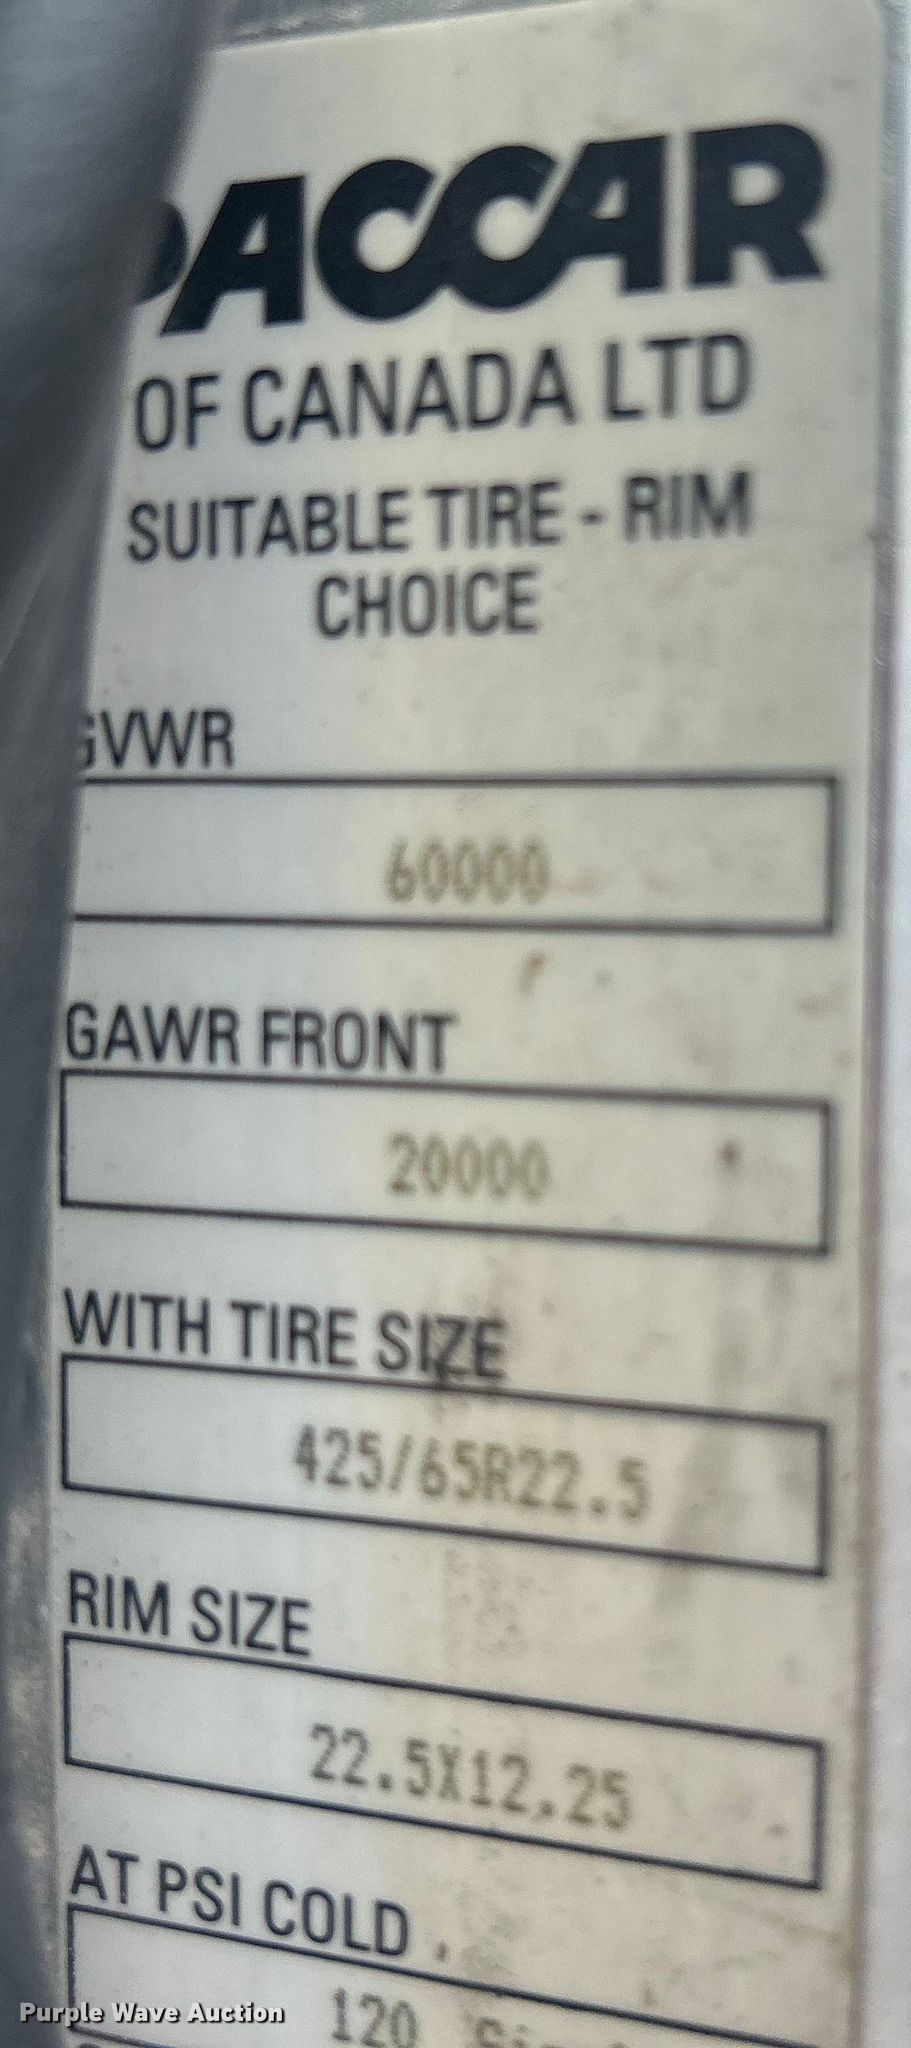 PACCAR
OF CANADA LTD
SUITABLE TIRE - RIM
CHOICE
GVWR
60000
GAWR FRONT
20000
WITH TIRE SIZE
425/65R22.5
RIM SIZE
22.5X12.25
AT PSI COLD
120
Purple Wave Auction